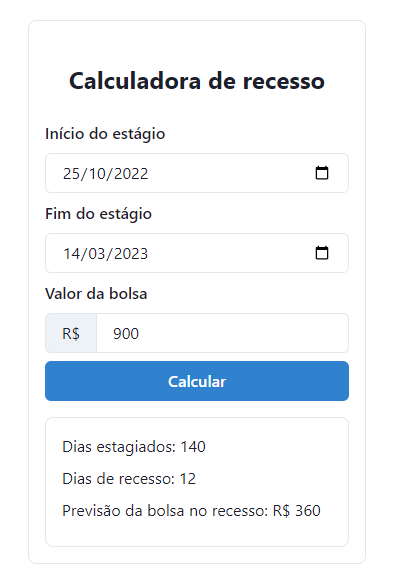 Calculadora de recesso
Início do estágio
25/10/2022
Fim do estágio
14/03/2023
Valor da bolsa
R$ 900
Calcular
Dias estagiados: 140
Dias de recesso: 12
Previsão da bolsa no recesso: R$ 360